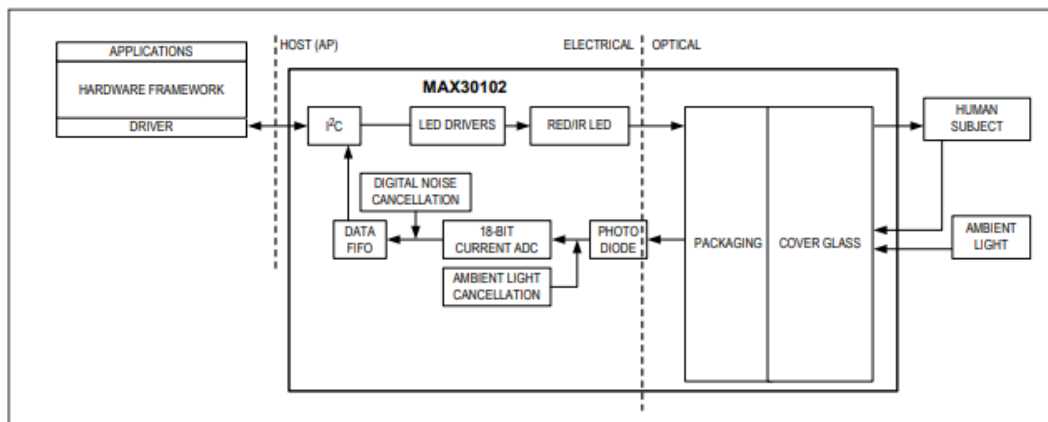 APPLICATIONS
HARDWARE FRAMEWORK
DRIVER
HOST (AP)
ELECTRICAL
OPTICAL
MAX30102
I²C
LED DRIVERS
RED/IR LED
HUMAN
SUBJECT
DIGITAL NOISE
CANCELLATION
DATA
FIFO
18-BIT
CURRENT ADC
PHOTO
DIODE
AMBIENT LIGHT
CANCELLATION
PACKAGING
COVER GLASS
AMBIENT
LIGHT